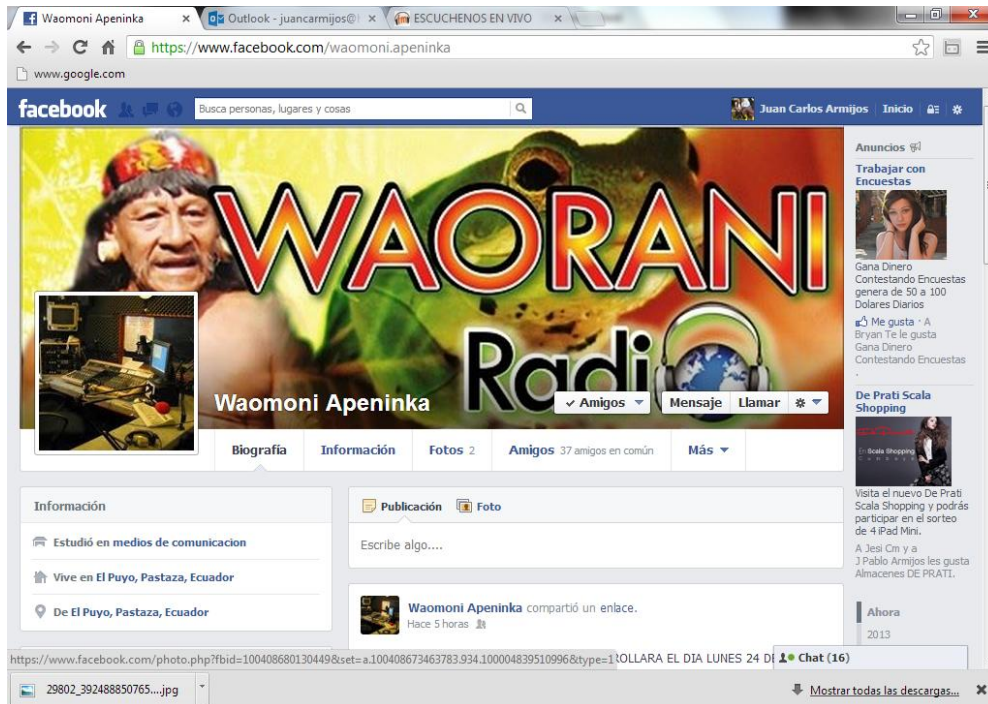 Waomoni Apeninka
Outlook - juancarmijos@
ESCUCHENOS EN VIVO
https://www.facebook.com/waomoni.apeninka
www.google.com
facebook
Busca personas, lugares y cosas
Juan Carlos Armijos
Inicio
WAORANI
Radio
Waomoni Apeninka
Amigos
Mensaje
Llamar
Biografía
Información
Fotos 2
Amigos 37 amigos en común
Más
Información
Estudió en medios de comunicacion
Vive en El Puyo, Pastaza, Ecuador
De El Puyo, Pastaza, Ecuador
Publicación
Foto
Escribe algo....
Waomoni Apeninka compartió un enlace.
Hace 5 horas
ROLLARA EL DIA LUNES 24 DE
Anuncios
Trabajar con
Encuestas
Gana Dinero
Contestando Encuestas
genera de 50 a 100
Dolares Diarios
Me gusta · A
Bryan Te le gusta
Gana Dinero
Contestando Encuestas
.
De Prati Scala
Shopping
En Scala Shopping
Visita el nuevo De Prati
Scala Shopping y podrás
participar en el sorteo
de 4 iPad Mini.
A Jesi Cm y a
J Pablo Armijos les gusta
Almacenes DE PRATI.
Ahora
2013
Chat (16)
https://www.facebook.com/photo.php?fbid=100408680130449&set=a.100408673463783.934.100004839510996&type=1
29802_392488850765....jpg
Mostrar todas las descargas...